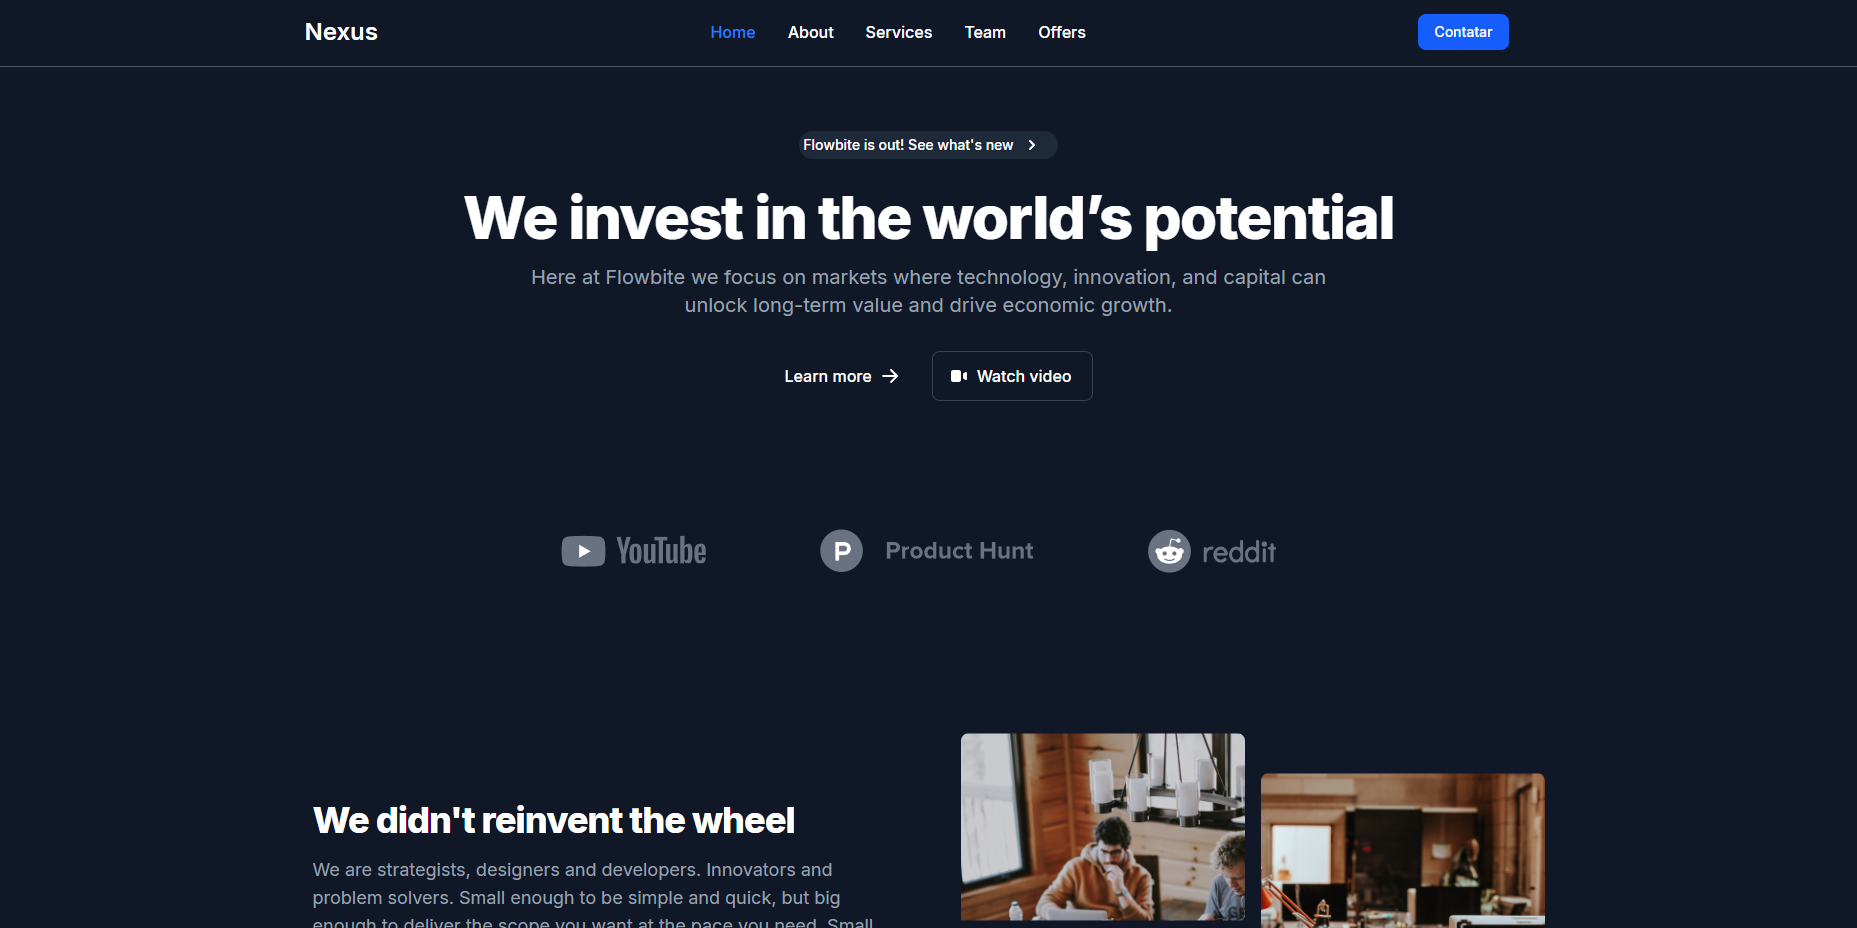 Nexus
Home About Services Team Offers
Contatar
Flowbite is out! See what's new
We invest in the world’s potential
Here at Flowbite we focus on markets where technology, innovation, and capital can
unlock long-term value and drive economic growth.
Learn more
Watch video
YouTube
P Product Hunt
reddit
We didn't reinvent the wheel
We are strategists, designers and developers. Innovators and
problem solvers. Small enough to be simple and quick, but big
enough to deliver the scope you want at the pace you need. Small